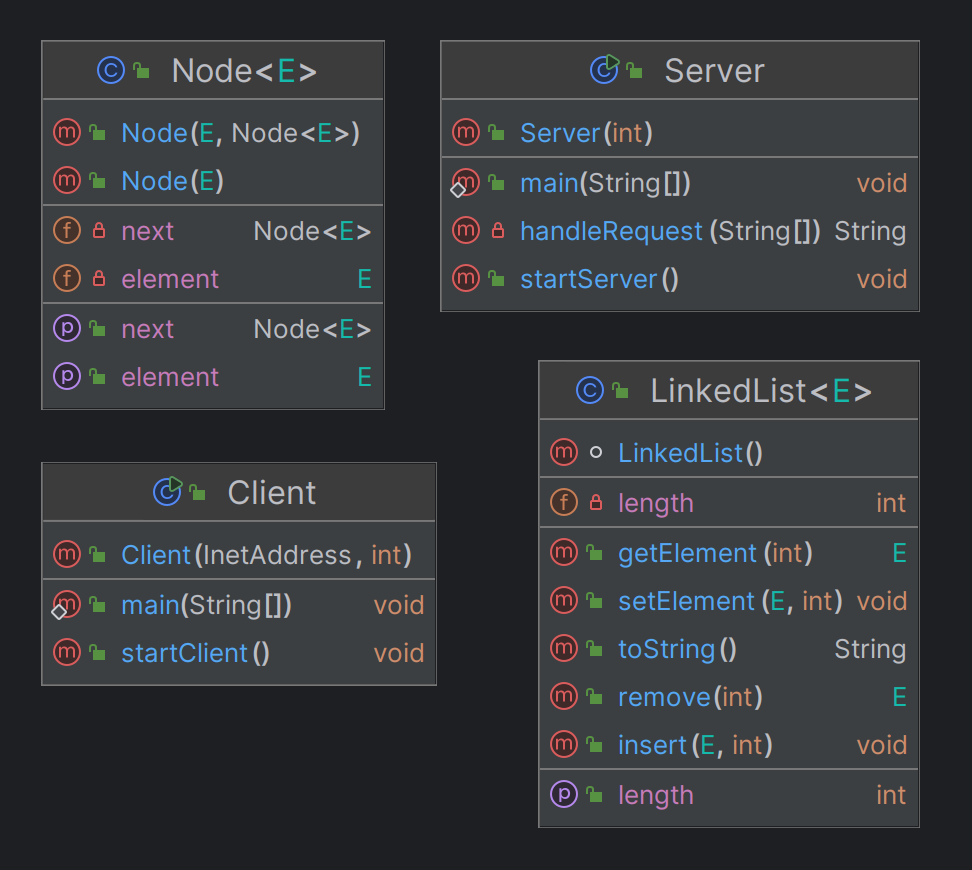 Node<E>
Node(E, Node<E>)
Node(E)
next Node<E>
element E
next Node<E>
element E
Server
Server(int)
main(String[]) void
handleRequest(String[]) String
startServer() void
Client
Client(InetAddress, int)
main(String[]) void
startClient() void
LinkedList<E>
LinkedList()
length int
getElement(int) E
setElement(E, int) void
toString() String
remove(int) E
insert(E, int) void
length int